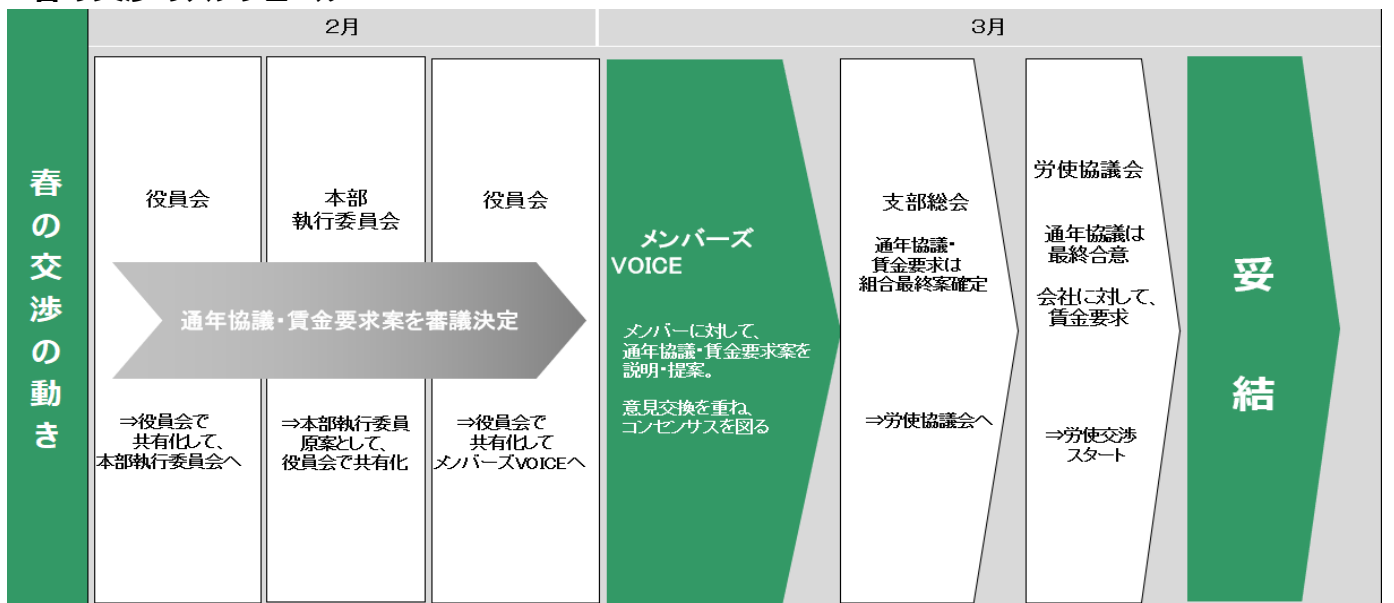 2月
3月
春の交渉の動き
役員会
本部
執行委員会
役員会
通年協議・賃金要求案を審議決定
⇒役員会で
共有化して、
本部執行委員会へ
⇒本部執行委員
原案として、
役員会で共有化
⇒役員会で
共有化して
メンバーズVOICEへ
メンバーズ
VOICE
メンバーに対して、
通年協議・賃金要求案を
説明・提案。
意見交換を重ね、
コンセンサスを図る
支部総会
通年協議・
賃金要求は
組合最終案確定
⇒労使協議会へ
労使協議会
通年協議は
最終合意
会社に対して、
賃金要求
⇒労使交渉
スタート
妥結